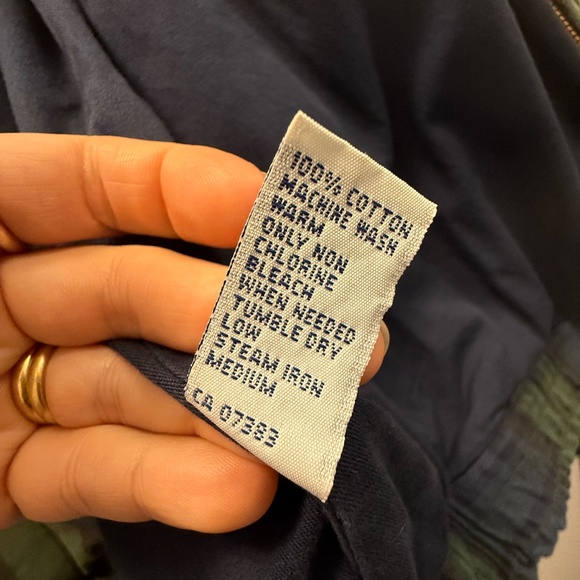 100% COTTON
MACHINE WASH
WARM
ONLY NON
CHLORINE
BLEACH
WHEN NEEDED
TUMBLE DRY
LOW
STEAM IRON
MEDIUM
CA 07383